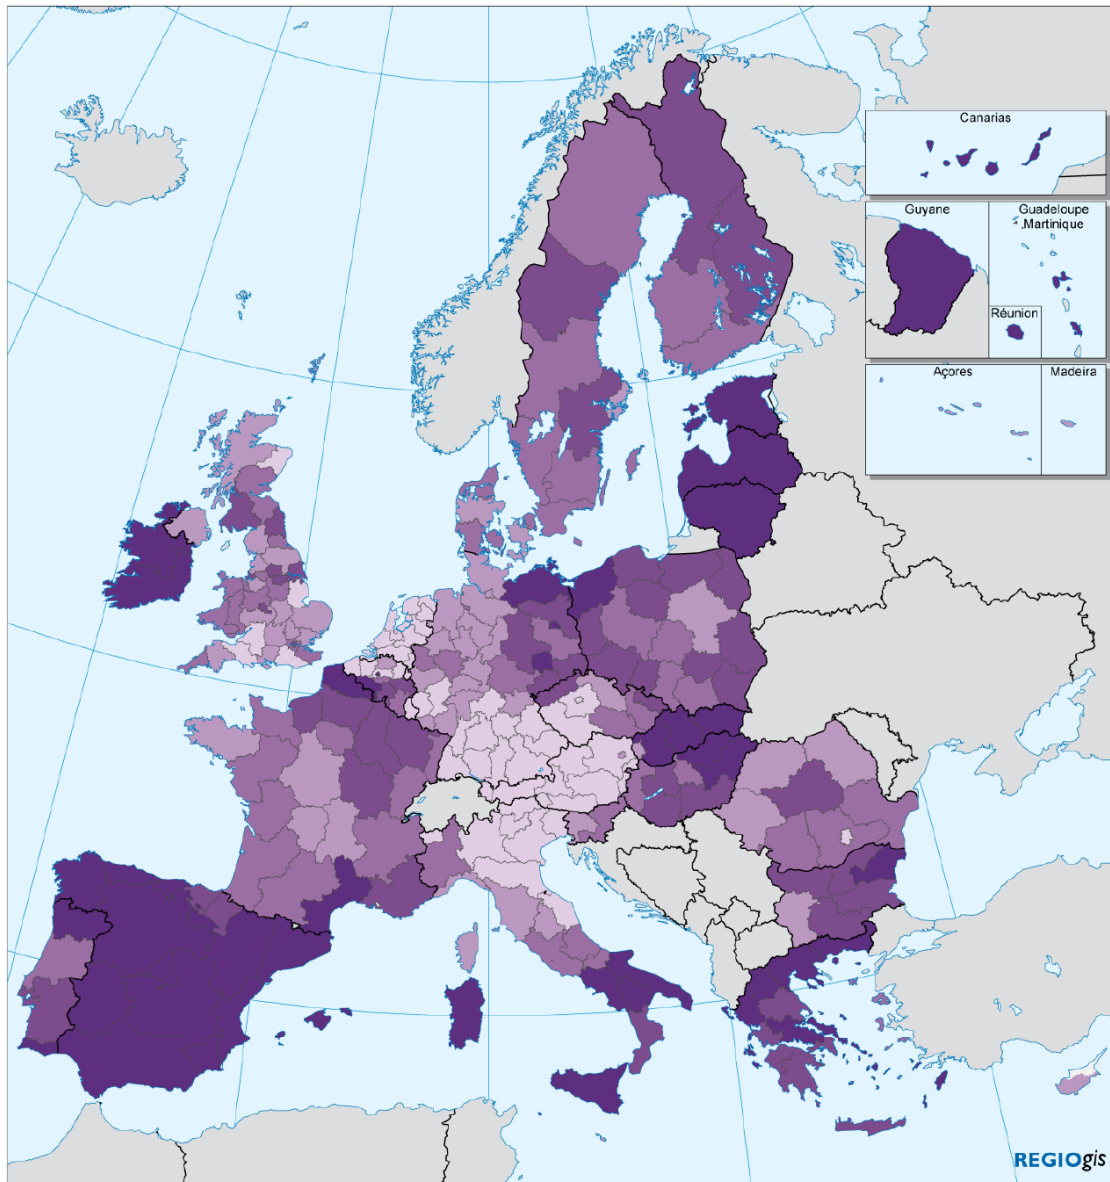 Canarias
Guyane
Guadeloupe
Martinique
Réunion
Açores
Madeira
REGIOgis